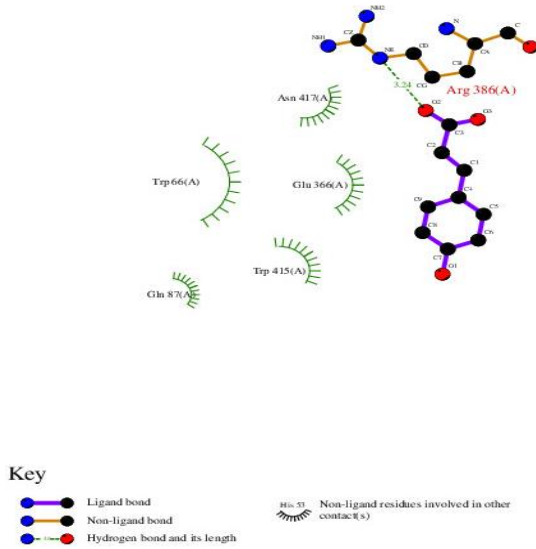 NH2
NH1
CZ
NE
CD
CG
CB
N
CA
C
3.24
Arg 386(A)
O2
O3
C3
C2
C1
C4
C9
C5
C8
C6
C7
O1
Asn 417(A)
Trp 66(A)
Glu 366(A)
Trp 415(A)
Gln 87(A)
Key
Ligand bond
Non-ligand bond
Hydrogen bond and its length
His 53
Non-ligand residues involved in other
contact(s)